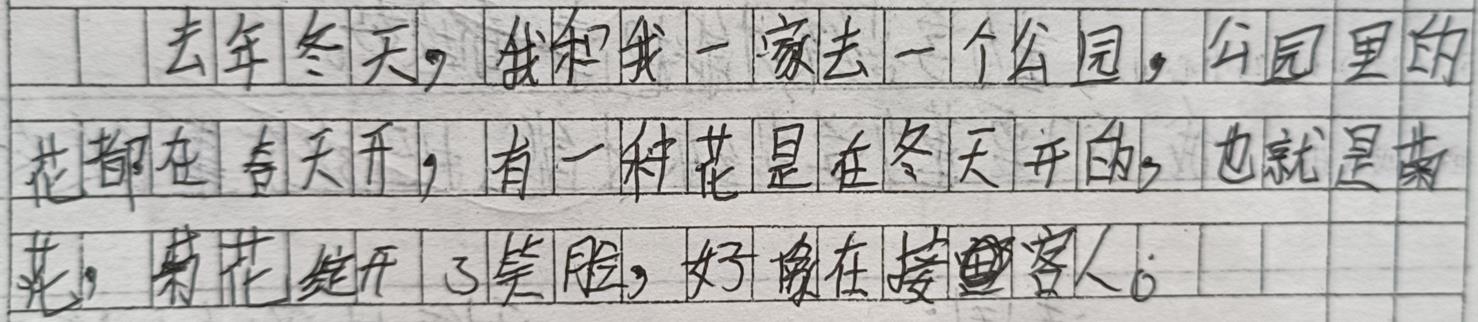 去年冬天，我和我一家去一个公园，公园里的
花都在春天开，有一种花是在冬天开的，也就是菊
花，菊花绽开了笑脸，好像在接客人。